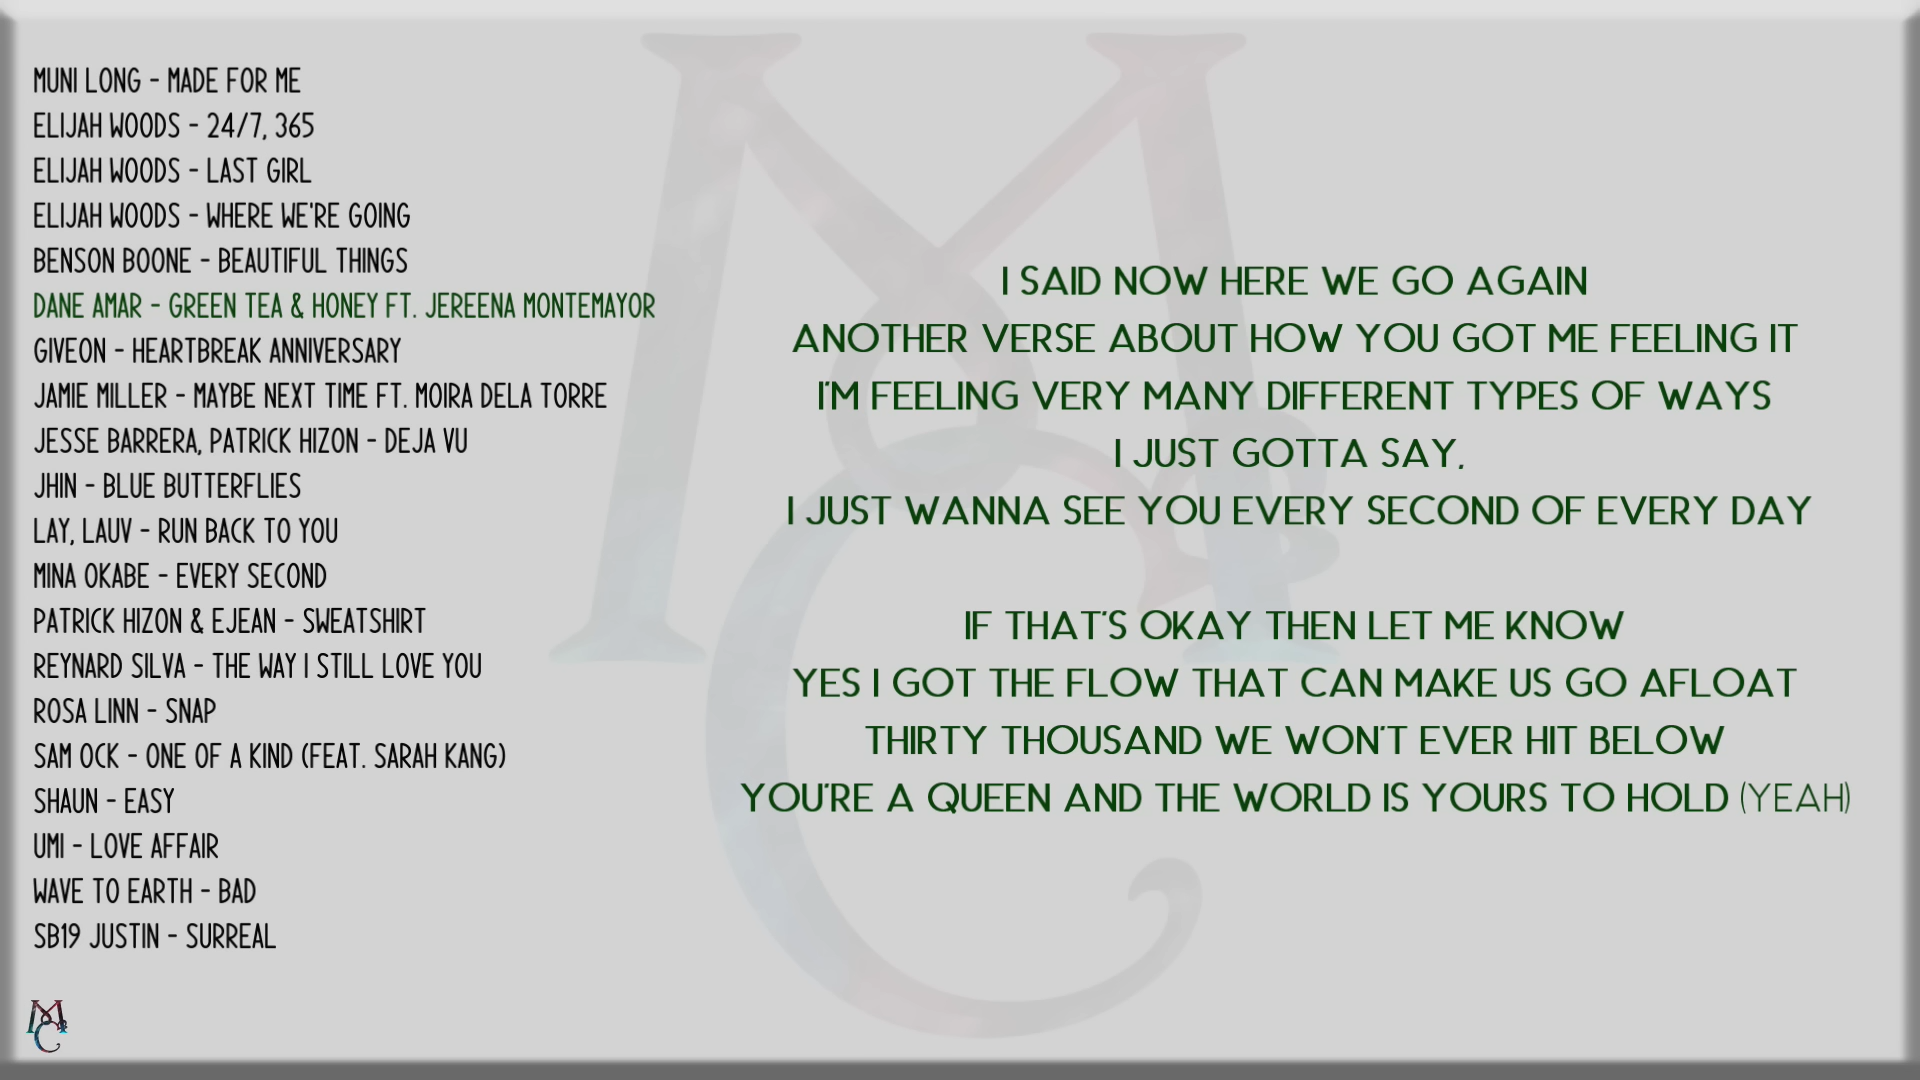 MUNI LONG - MADE FOR ME
ELIJAH WOODS - 24/7, 365
ELIJAH WOODS - LAST GIRL
ELIJAH WOODS - WHERE WE'RE GOING
BENSON BOONE - BEAUTIFUL THINGS
DANE AMAR - GREEN TEA & HONEY FT. JEREENA MONTEMAYOR
GIVEON - HEARTBREAK ANNIVERSARY
JAMIE MILLER - MAYBE NEXT TIME FT. MOIRA DELA TORRE
JESSE BARRERA, PATRICK HIZON - DEJA VU
JHIN - BLUE BUTTERFLIES
LAY, LAUV - RUN BACK TO YOU
MINA OKABE - EVERY SECOND
PATRICK HIZON & EJEAN - SWEATSHIRT
REYNARD SILVA - THE WAY I STILL LOVE YOU
ROSA LINN - SNAP
SAM OCK - ONE OF A KIND (FEAT. SARAH KANG)
SHAUN - EASY
UMI - LOVE AFFAIR
WAVE TO EARTH - BAD
SB19 JUSTIN - SURREAL
I SAID NOW HERE WE GO AGAIN
ANOTHER VERSE ABOUT HOW YOU GOT ME FEELING IT
I'M FEELING VERY MANY DIFFERENT TYPES OF WAYS
I JUST GOTTA SAY,
I JUST WANNA SEE YOU EVERY SECOND OF EVERY DAY
IF THAT'S OKAY THEN LET ME KNOW
YES I GOT THE FLOW THAT CAN MAKE US GO AFLOAT
THIRTY THOUSAND WE WON'T EVER HIT BELOW
YOU'RE A QUEEN AND THE WORLD IS YOURS TO HOLD (YEAH)
MC